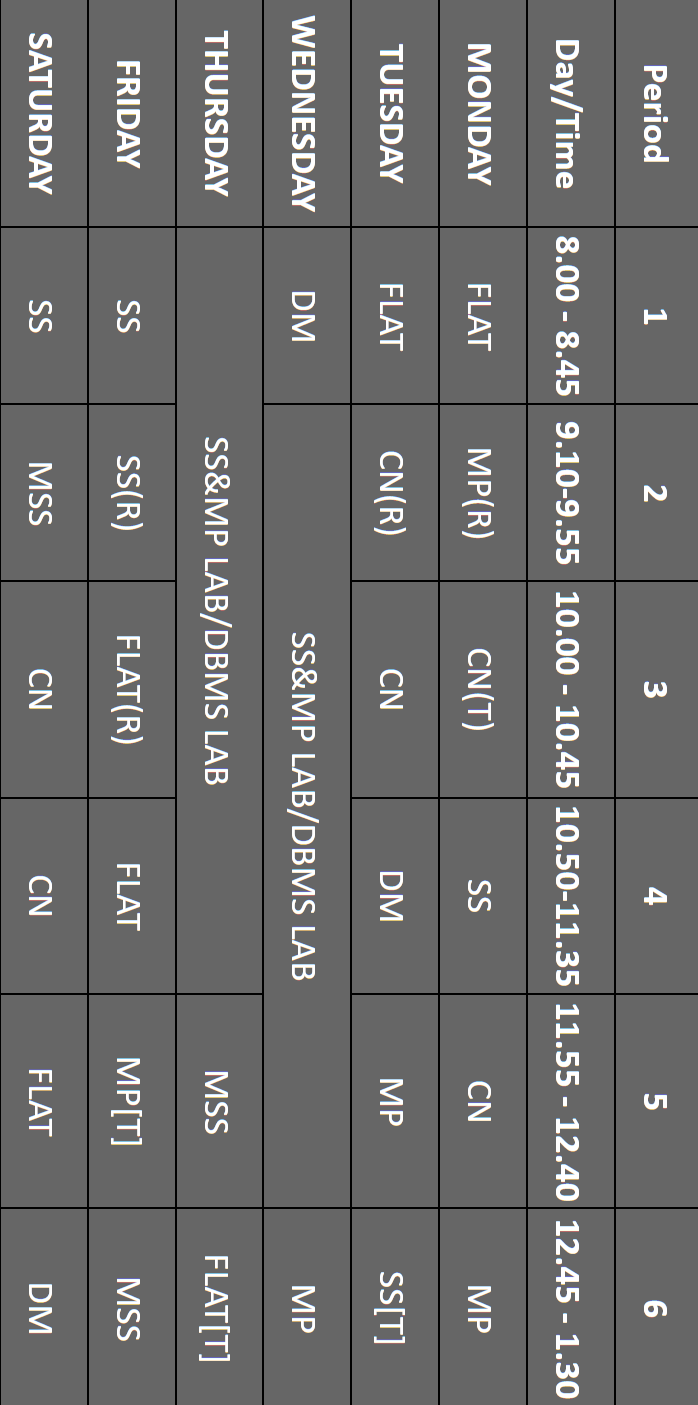 Period 1 2 3 4 5 6
Day/Time 8.00 - 8.45 9.10-9.55 10.00 - 10.45 10.50-11.35 11.55 - 12.40 12.45 - 1.30
MONDAY FLAT MP(R) CN(T) SS CN MP
TUESDAY FLAT CN(R) CN DM MP SS[T]
WEDNESDAY DM SS&MP LAB/DBMS LAB MP
THURSDAY SS&MP LAB/DBMS LAB MSS FLAT[T]
FRIDAY SS SS(R) FLAT(R) FLAT MP[T] MSS
SATURDAY SS MSS CN CN FLAT DM